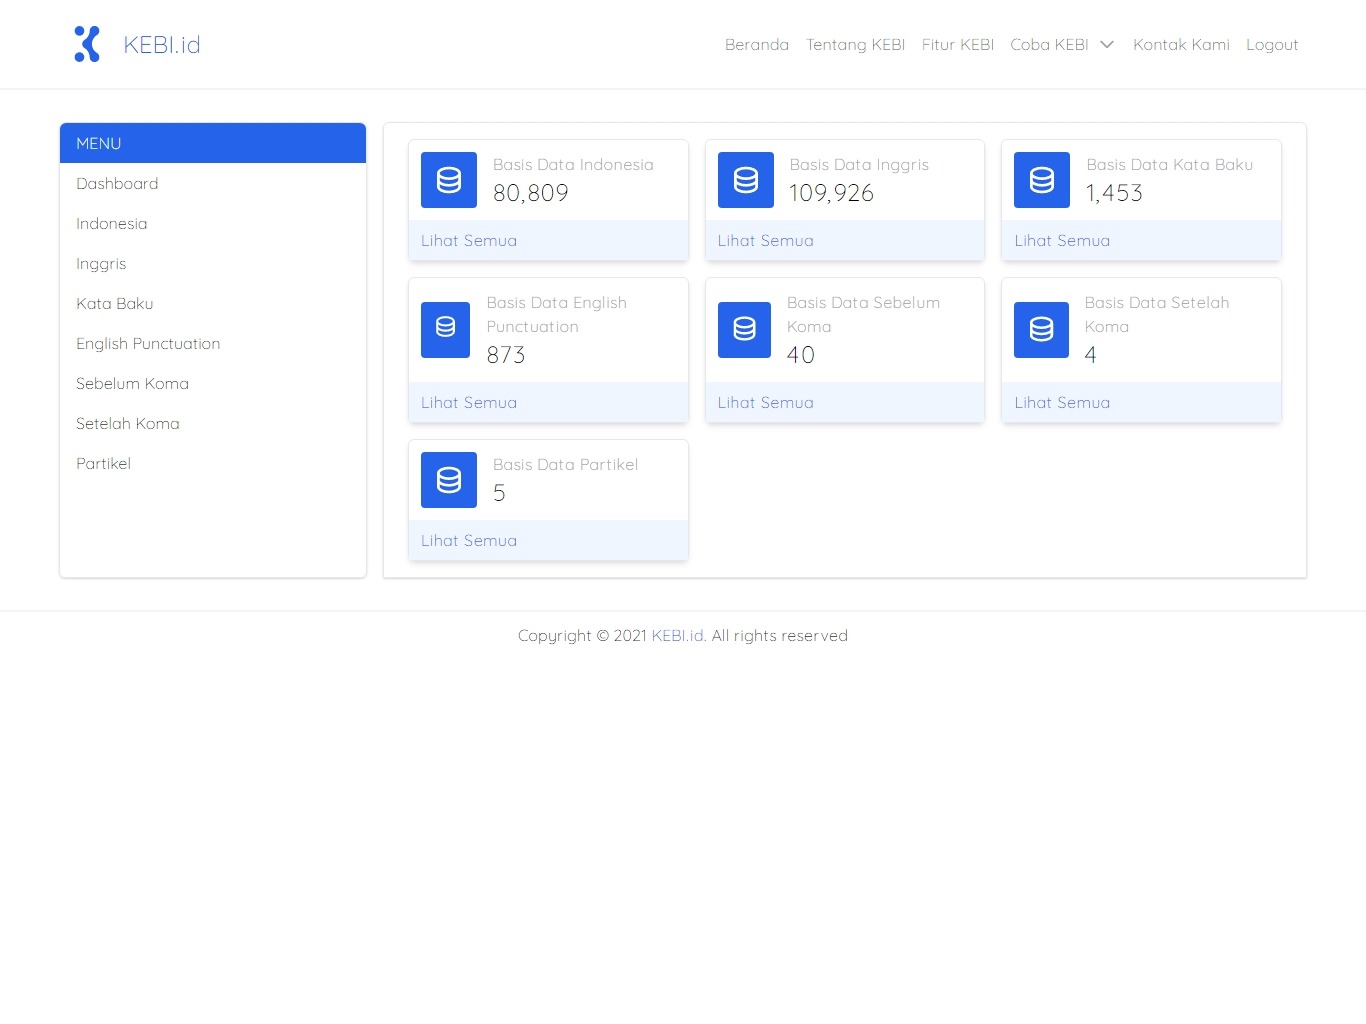 KEBI.id
Beranda Tentang KEBI Fitur KEBI Coba KEBI Kontak Kami Logout
MENU
Dashboard
Indonesia
Inggris
Kata Baku
English Punctuation
Sebelum Koma
Setelah Koma
Partikel
Basis Data Indonesia
80,809
Lihat Semua
Basis Data Inggris
109,926
Lihat Semua
Basis Data Kata Baku
1,453
Lihat Semua
Basis Data English
Punctuation
873
Lihat Semua
Basis Data Sebelum
Koma
40
Lihat Semua
Basis Data Setelah
Koma
4
Lihat Semua
Basis Data Partikel
5
Lihat Semua
Copyright © 2021 KEBI.id. All rights reserved